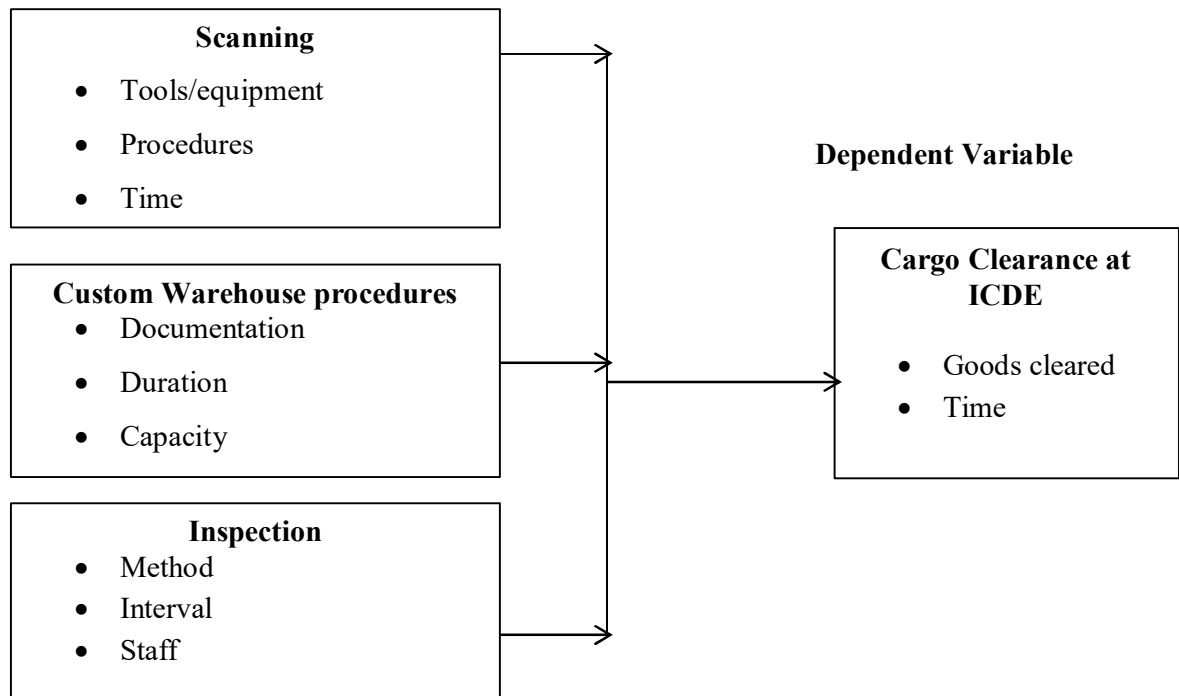 Scanning
• Tools/equipment
• Procedures
• Time
Custom Warehouse procedures
• Documentation
• Duration
• Capacity
Inspection
• Method
• Interval
• Staff
Dependent Variable
Cargo Clearance at
ICDE
• Goods cleared
• Time